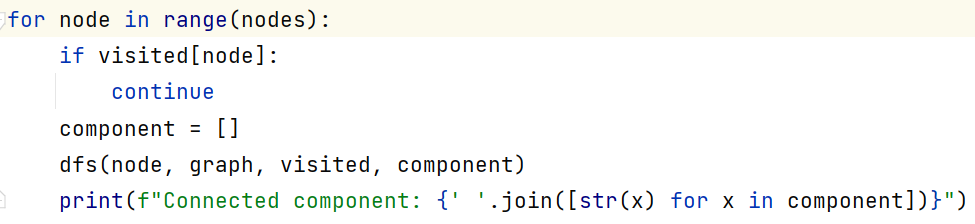 for node in range(nodes):
    if visited[node]:
        continue
    component = []
    dfs(node, graph, visited, component)
    print(f"Connected component: {' '.join([str(x) for x in component])}")